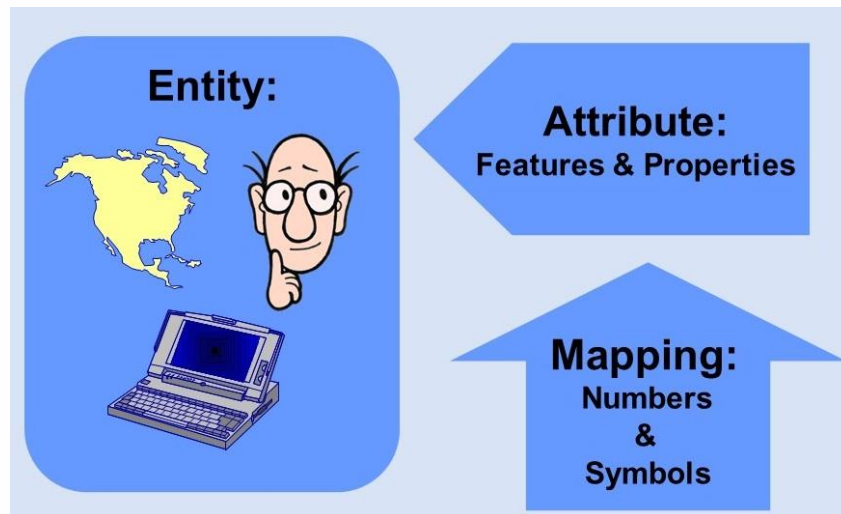 Entity:
Attribute:
Features & Properties
Mapping:
Numbers
&
Symbols